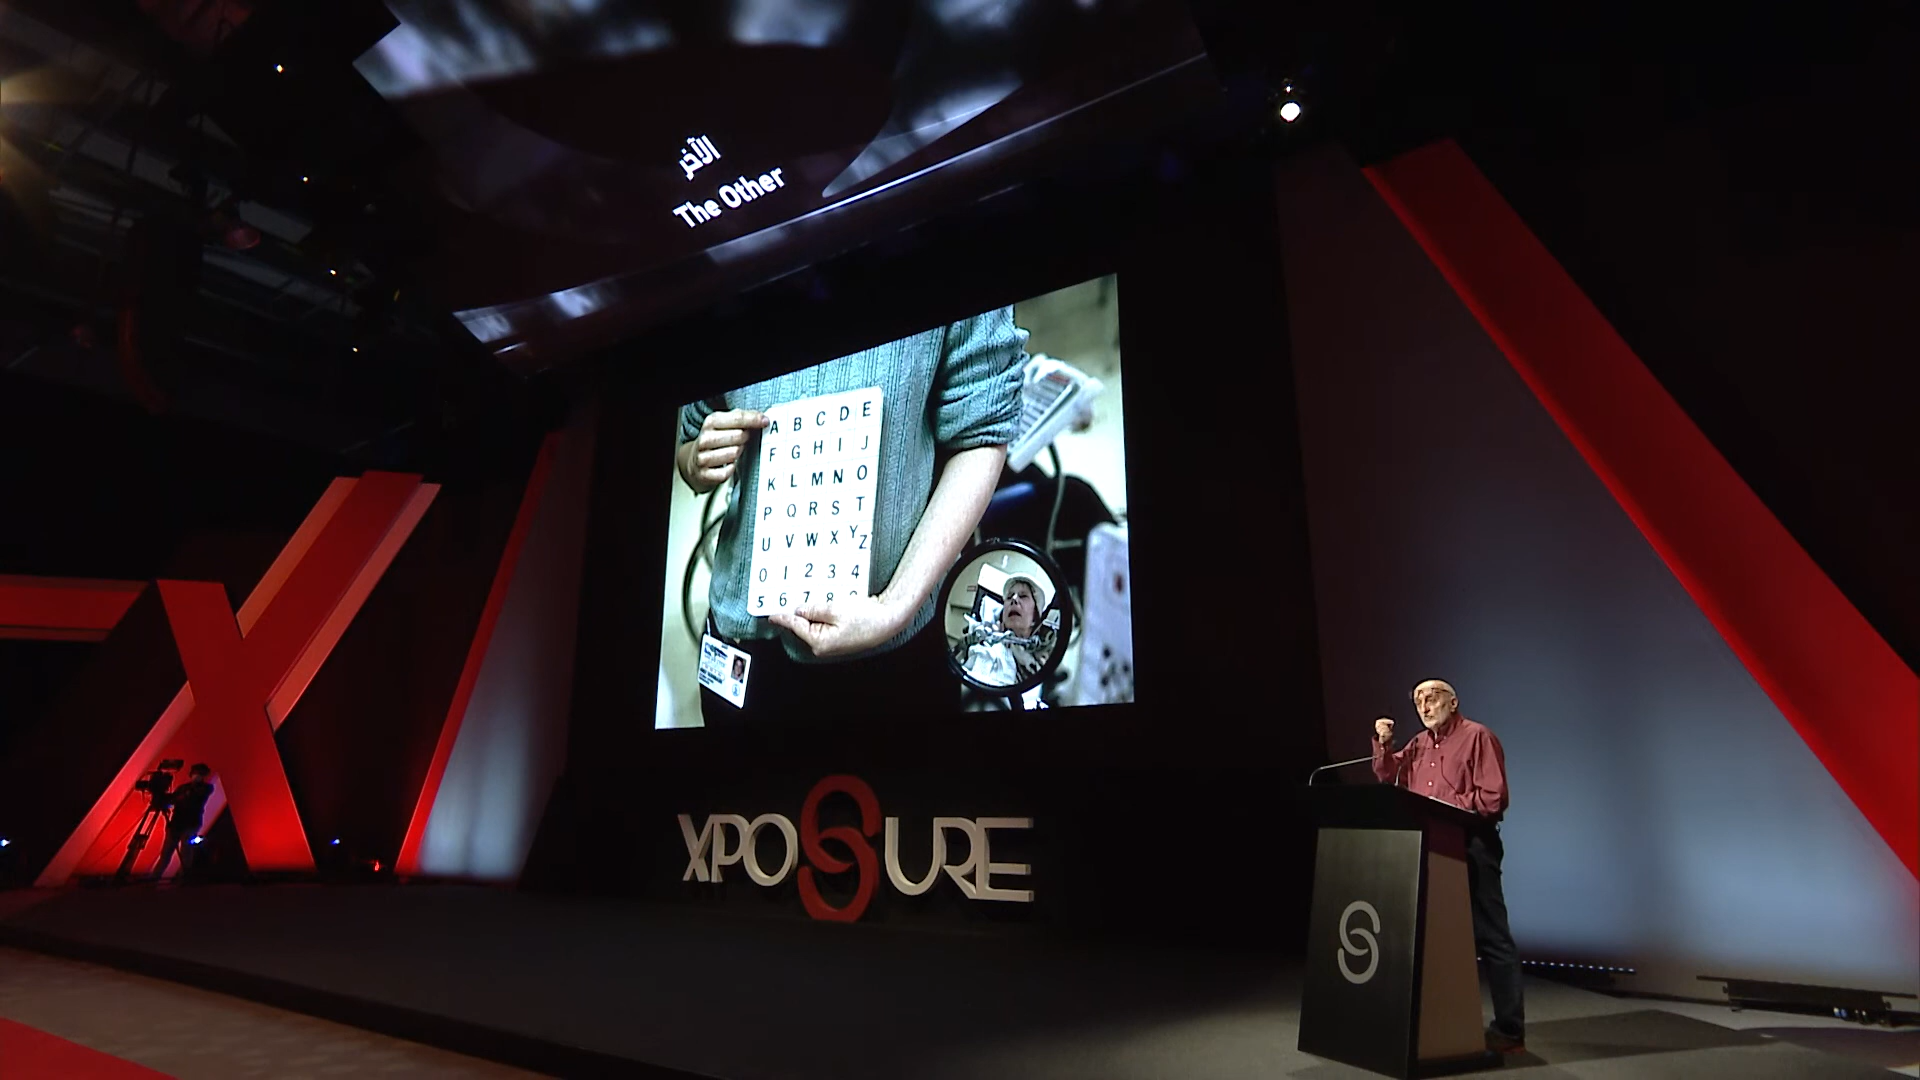 الآخر
The Other
A B C D E
F G H I J
K L M N O
P Q R S T
U V W X Y Z
0 1 2 3 4
5 6 7 8
XPOSURE